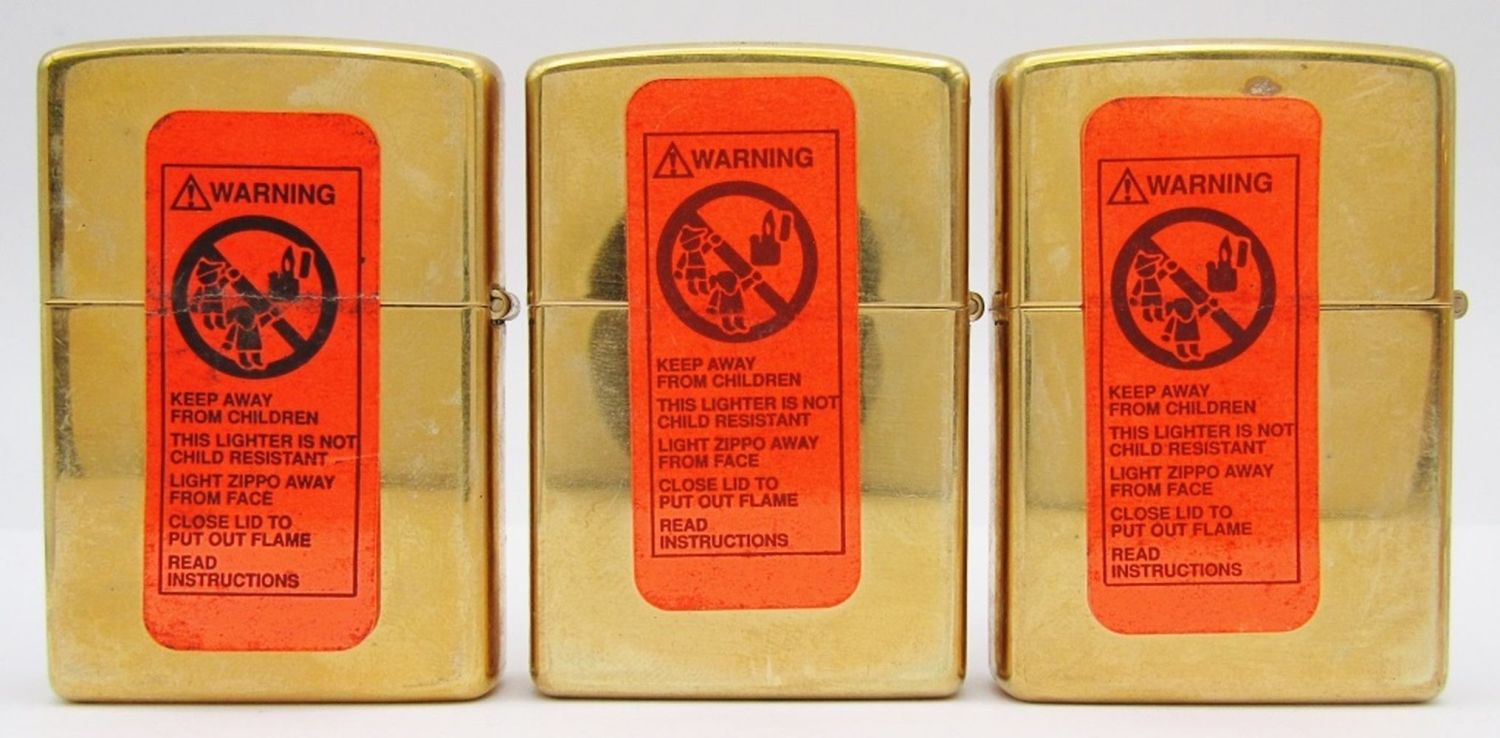 WARNING
KEEP AWAY
FROM CHILDREN
THIS LIGHTER IS NOT
CHILD RESISTANT
LIGHT ZIPPO AWAY
FROM FACE
CLOSE LID TO
PUT OUT FLAME
READ
INSTRUCTIONS
WARNING
KEEP AWAY
FROM CHILDREN
THIS LIGHTER IS NOT
CHILD RESISTANT
LIGHT ZIPPO AWAY
FROM FACE
CLOSE LID TO
PUT OUT FLAME
READ
INSTRUCTIONS
WARNING
KEEP AWAY
FROM CHILDREN
THIS LIGHTER IS NOT
CHILD RESISTANT
LIGHT ZIPPO AWAY
FROM FACE
CLOSE LID TO
PUT OUT FLAME
READ
INSTRUCTIONS